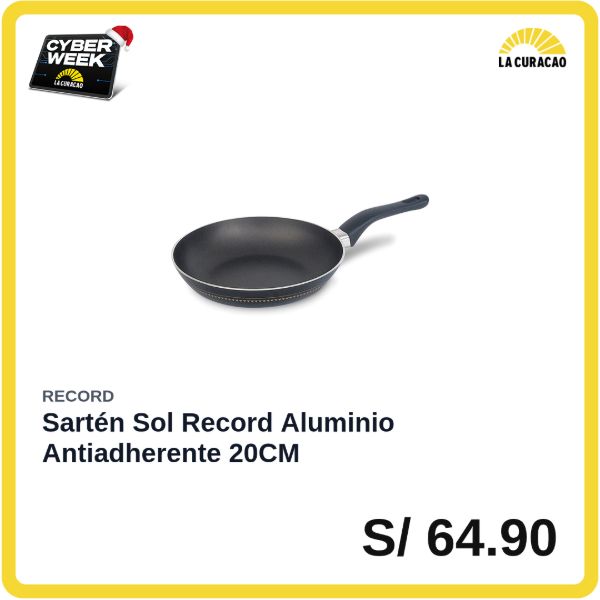 CYBER
WEEK
LA CURACAO
LA CURACAO
RECORD
Sartén Sol Record Aluminio
Antiadherente 20CM
S/ 64.90